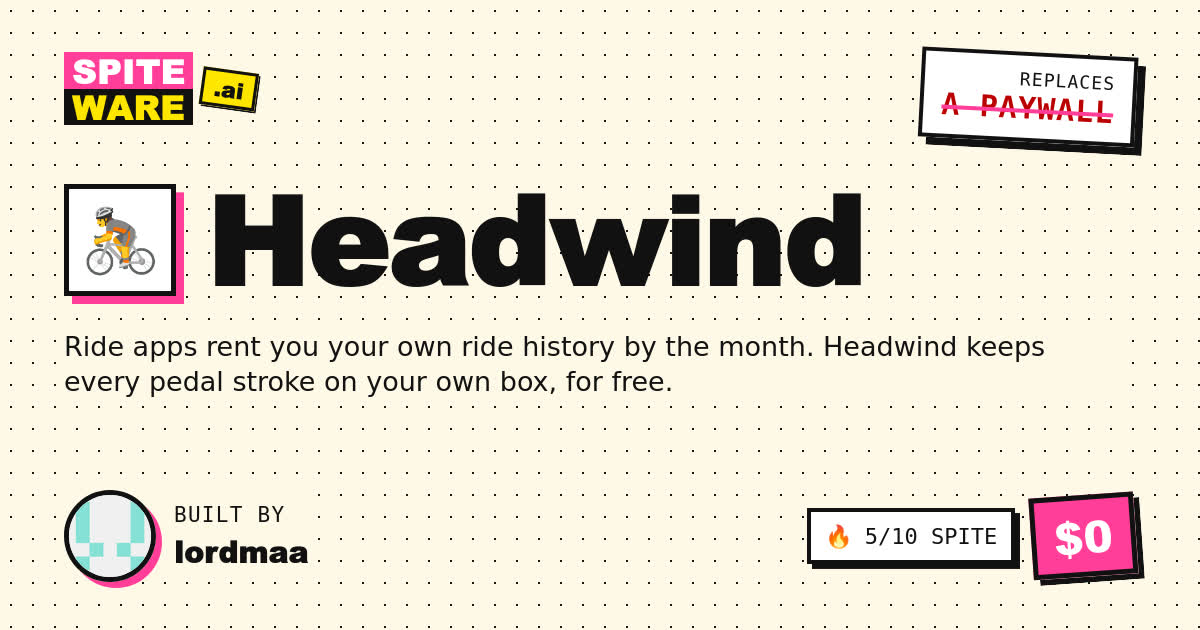 SPITE
WARE
.ai
REPLACES
A PAYWALL
Headwind
Ride apps rent you your own ride history by the month. Headwind keeps
every pedal stroke on your own box, for free.
BUILT BY
lordmaa
🔥 5/10 SPITE
$0